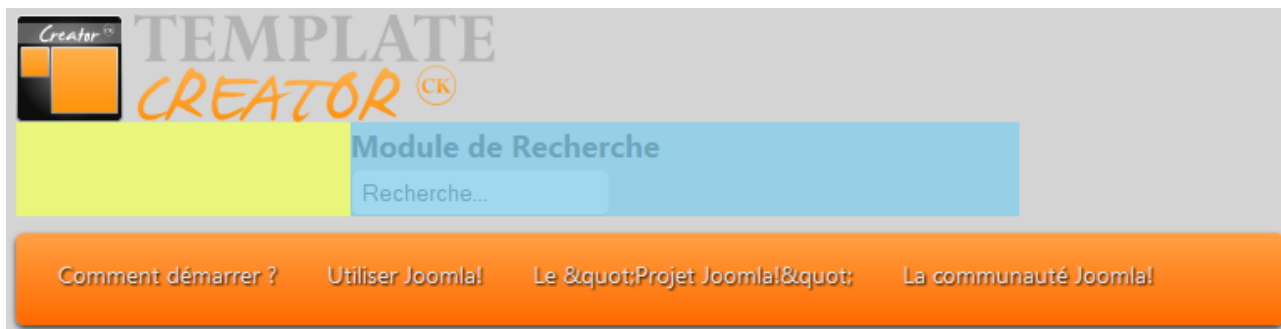 Creator CK
TEMPLATE
CREATOR CK
Module de Recherche
Recherche...
Comment démarrer ? Utiliser Joomla! Le &quot;Projet Joomla!&quot; La communauté Joomla!